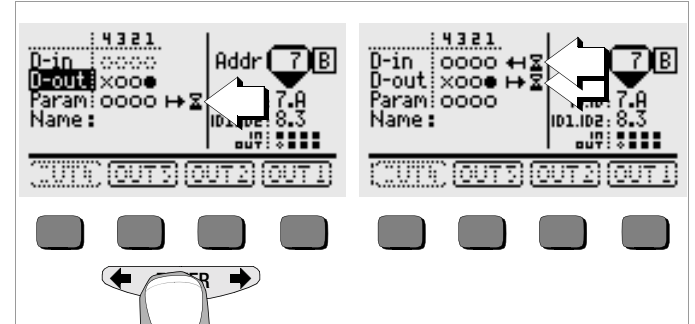 4321
D-in oooo
D-out xoo●
Param oooo
Name :
Addr 7 B
7.A
ID1.ID2: 8.3
IN
OUT
OUT3 OUT2 OUT1
4321
D-in oooo
D-out xoo●
Param oooo
Name :
7 B
7.A
ID1.ID2: 8.3
IN
OUT
OUT3 OUT2 OUT1